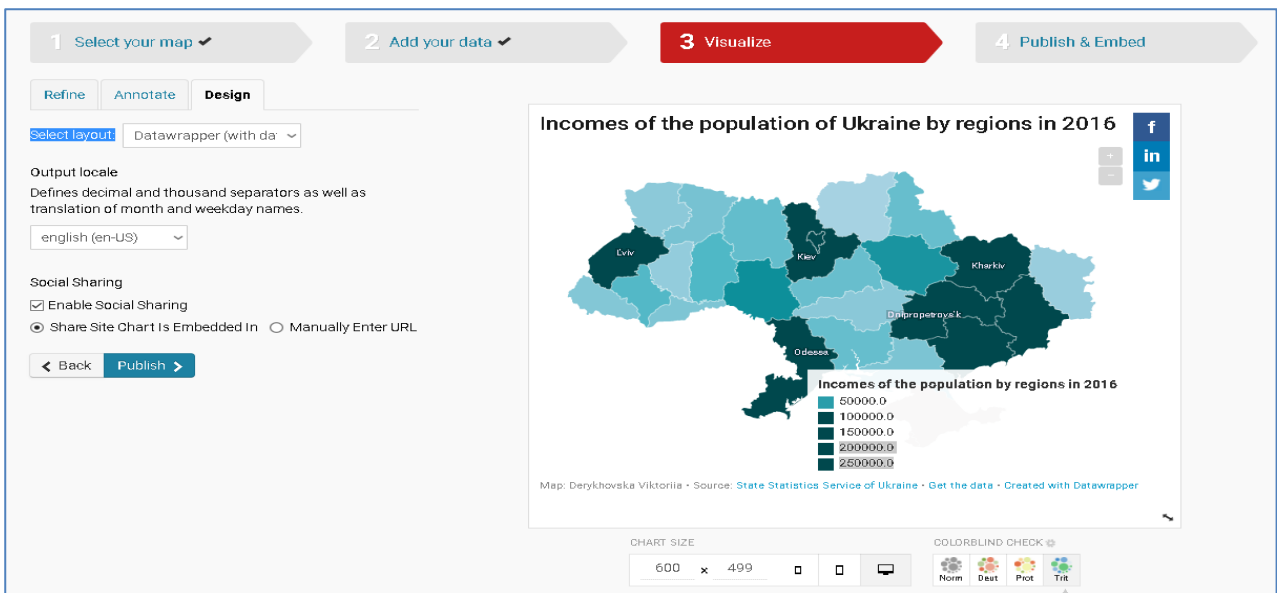 1 Select your map ✔ 2 Add your data ✔ 3 Visualize 4 Publish & Embed
Refine Annotate Design
Select layout: Datawrapper (with da
Output locale
Defines decimal and thousand separators as well as
translation of month and weekday names.
english (en-US)
Social Sharing
Enable Social Sharing
Share Site Chart Is Embedded In Manually Enter URL
Back Publish
Incomes of the population of Ukraine by regions in 2016
f
in
+
-
Lviv
Kiev
Kharkiv
Dnipropetrovs'k
Odessa
Incomes of the population by regions in 2016
50000.0
100000.0
150000.0
200000.0
250000.0
Map: Derykhovska Viktoriia • Source: State Statistics Service of Ukraine • Get the data • Created with Datawrapper
CHART SIZE
600 × 499
COLORBLIND CHECK
Norm Deut Prot Trit